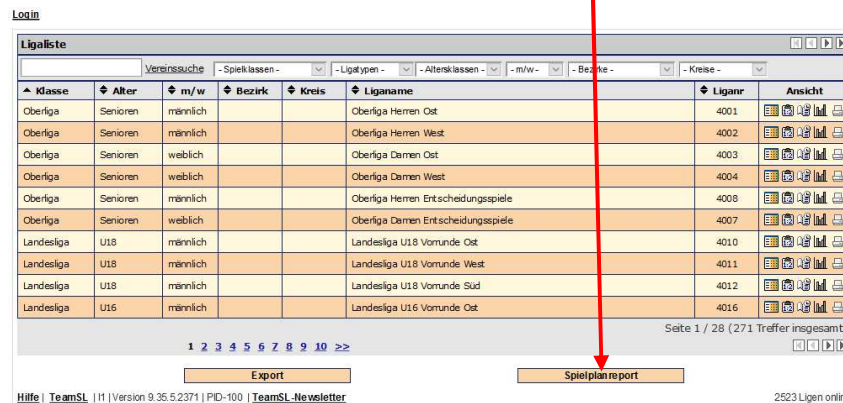 Login
Ligaliste
Vereinssuche - Spielklassen - - Ligatypen - - Altersklassen - - m/w - - Bezirke - - Kreise -
Klasse Alter m/w Bezirk Kreis Liganame Liganr Ansicht
Oberliga Senioren männlich Oberliga Herren Ost 4001
Oberliga Senioren männlich Oberliga Herren West 4002
Oberliga Senioren weiblich Oberliga Damen Ost 4003
Oberliga Senioren weiblich Oberliga Damen West 4004
Oberliga Senioren männlich Oberliga Herren Entscheidungsspiele 4008
Oberliga Senioren weiblich Oberliga Damen Entscheidungsspiele 4007
Landesliga U18 männlich Landesliga U18 Vorrunde Ost 4010
Landesliga U18 männlich Landesliga U18 Vorrunde West 4011
Landesliga U18 männlich Landesliga U18 Vorrunde Süd 4012
Landesliga U16 männlich Landesliga U16 Vorrunde Ost 4016
Seite 1 / 28 (271 Treffer insgesamt
1 2 3 4 5 6 7 8 9 10 >>
Export Spielplanreport
Hilfe | TeamSL | I1 | Version 9.35.5.2371 | PID-100 | TeamSL-Newsletter 2523 Ligen onlin